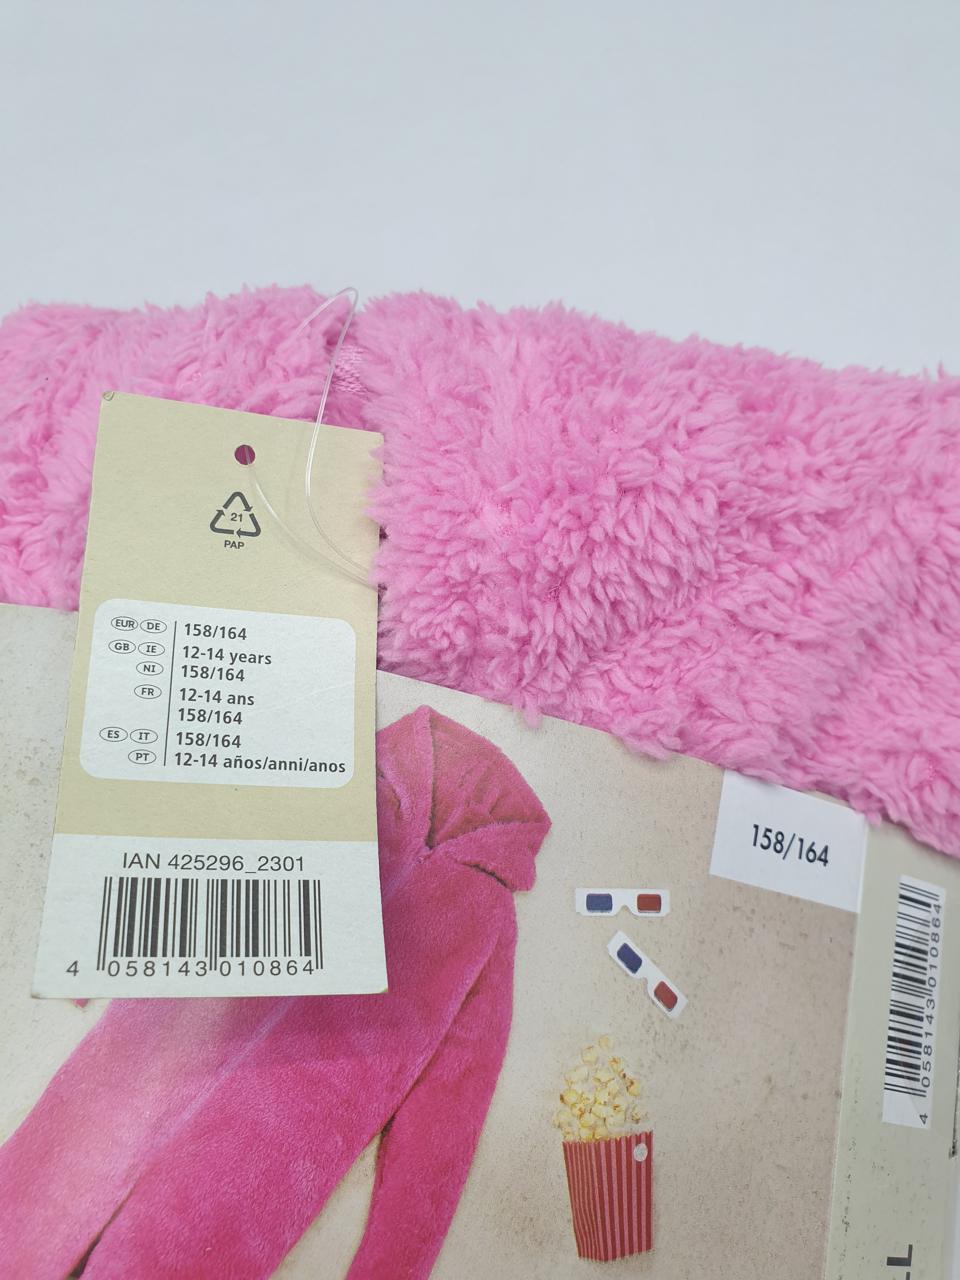 21
PAP
EUR DE 158/164
GB IE 12-14 years
NI 158/164
FR 12-14 ans
158/164
ES IT 158/164
PT 12-14 años/anni/anos
IAN 425296_2301
4 058143 010864
158/164
4 058143 010864